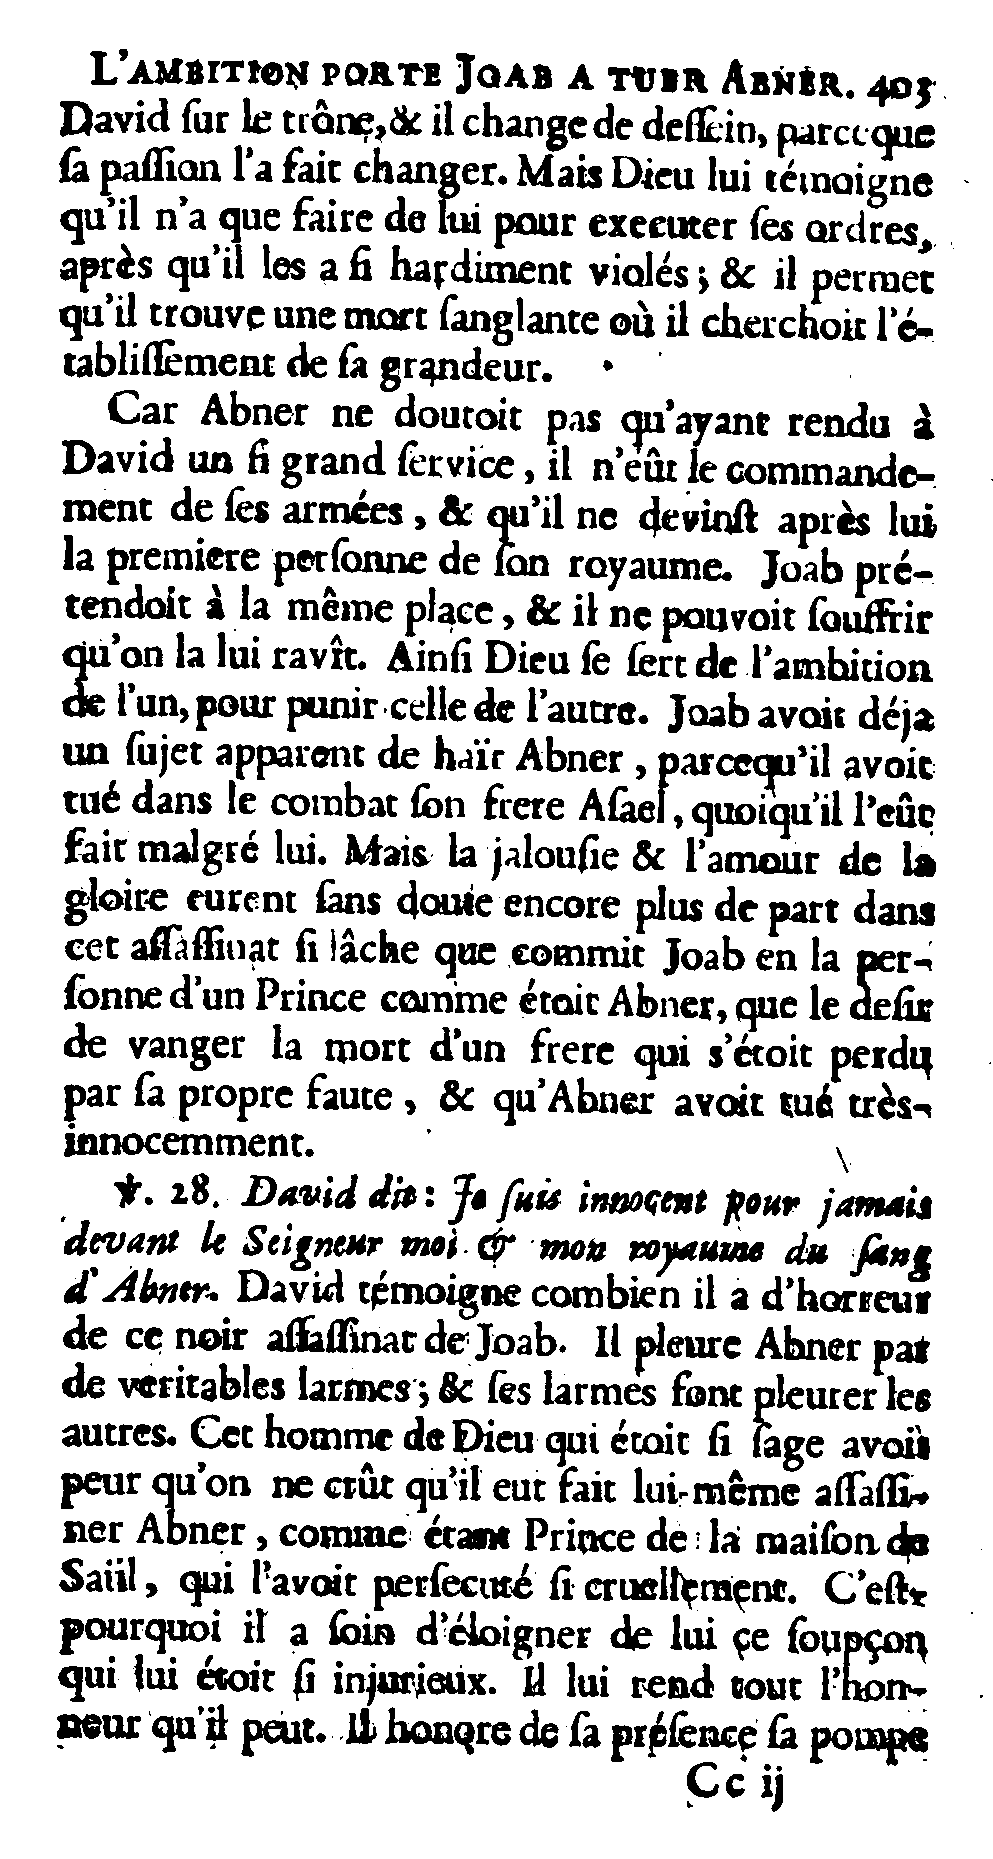 L'AMBITION PORTE JOAB A TUER ABNER. 403
David ſur le trône, & il change de deſſein, parceque
ſa paſſion l'a fait changer. Mais Dieu lui témoigne
qu'il n'a que faire de lui pour executer ſes ordres,
après qu'il les a ſi hardiment violés; & il permet
qu'il trouve une mort ſanglante où il cherchoit l'é-
tabliſſement de ſa grandeur.
Car Abner ne doutoit pas qu'ayant rendu à
David un ſi grand ſervice, il n'eût le commande-
ment de ſes armées, & qu'il ne devinſt après lui
la premiere perſonne de ſon royaume. Joab pré-
tendoit à la même place, & il ne pouvoit ſouffrir
qu'on la lui ravît. Ainſi Dieu ſe ſert de l'ambition
de l'un, pour punir celle de l'autre. Joab avoit déja
un ſujet apparent de haïr Abner, parcequ'il avoit
tué dans le combat ſon frere Aſael, quoiqu'il l'eût
fait malgré lui. Mais la jalouſie & l'amour de la
gloire eurent ſans doute encore plus de part dans
cet aſſaſſinat ſi lâche que commit Joab en la per-
ſonne d'un Prince comme étoit Abner, que le deſir
de vanger la mort d'un frere qui s'étoit perdu
par ſa propre faute, & qu'Abner avoit tué très-
innocemment.
℣. 28. David dit: Je ſuis innocent pour jamais
devant le Seigneur moi & mon royaume du ſang
d'Abner. David témoigne combien il a d'horreur
de ce noir aſſaſſinat de Joab. Il pleure Abner par
de veritables larmes; & ſes larmes font pleurer les
autres. Cet homme de Dieu qui étoit ſi ſage avoit
peur qu'on ne crût qu'il eut fait lui-même aſſaſſi-
ner Abner, comme étant Prince de la maiſon de
Saül, qui l'avoit perſecuté ſi cruellement. C'eſt-
pourquoi il a ſoin d'éloigner de lui ce ſoupçon
qui lui étoit ſi injurieux. Il lui rend tout l'hon-
neur qu'il peut. Il honore de ſa préſence ſa pompe
Cc ij